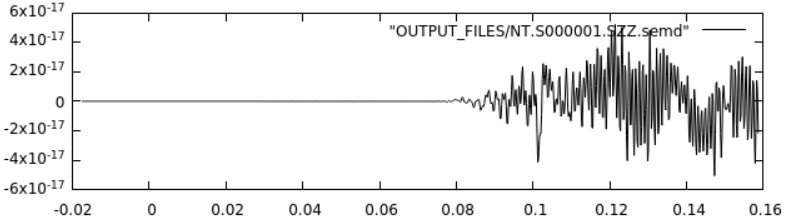 6x10-17
"OUTPUT_FILES/NT.S000001.SZZ.semd"
4x10-17
2x10-17
0
-2x10-17
-4x10-17
-6x10-17
-0.02 0 0.02 0.04 0.06 0.08 0.1 0.12 0.14 0.16